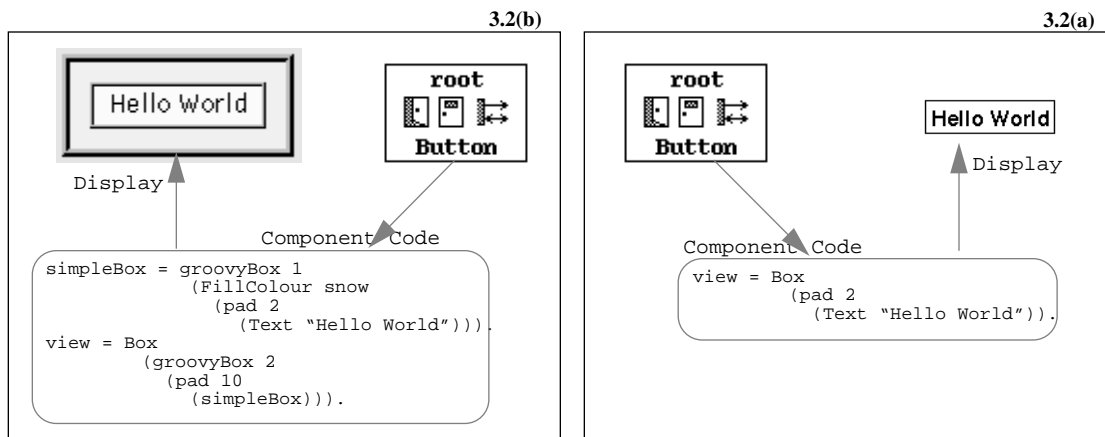 3.2(b)
Hello World
root
Button
Display
Component Code
simpleBox = groovyBox 1
(FillColour snow
(pad 2
(Text “Hello World”))).
view = Box
(groovyBox 2
(pad 10
(simpleBox))).
3.2(a)
root
Button
Hello World
Display
Component Code
view = Box
(pad 2
(Text “Hello World”)).